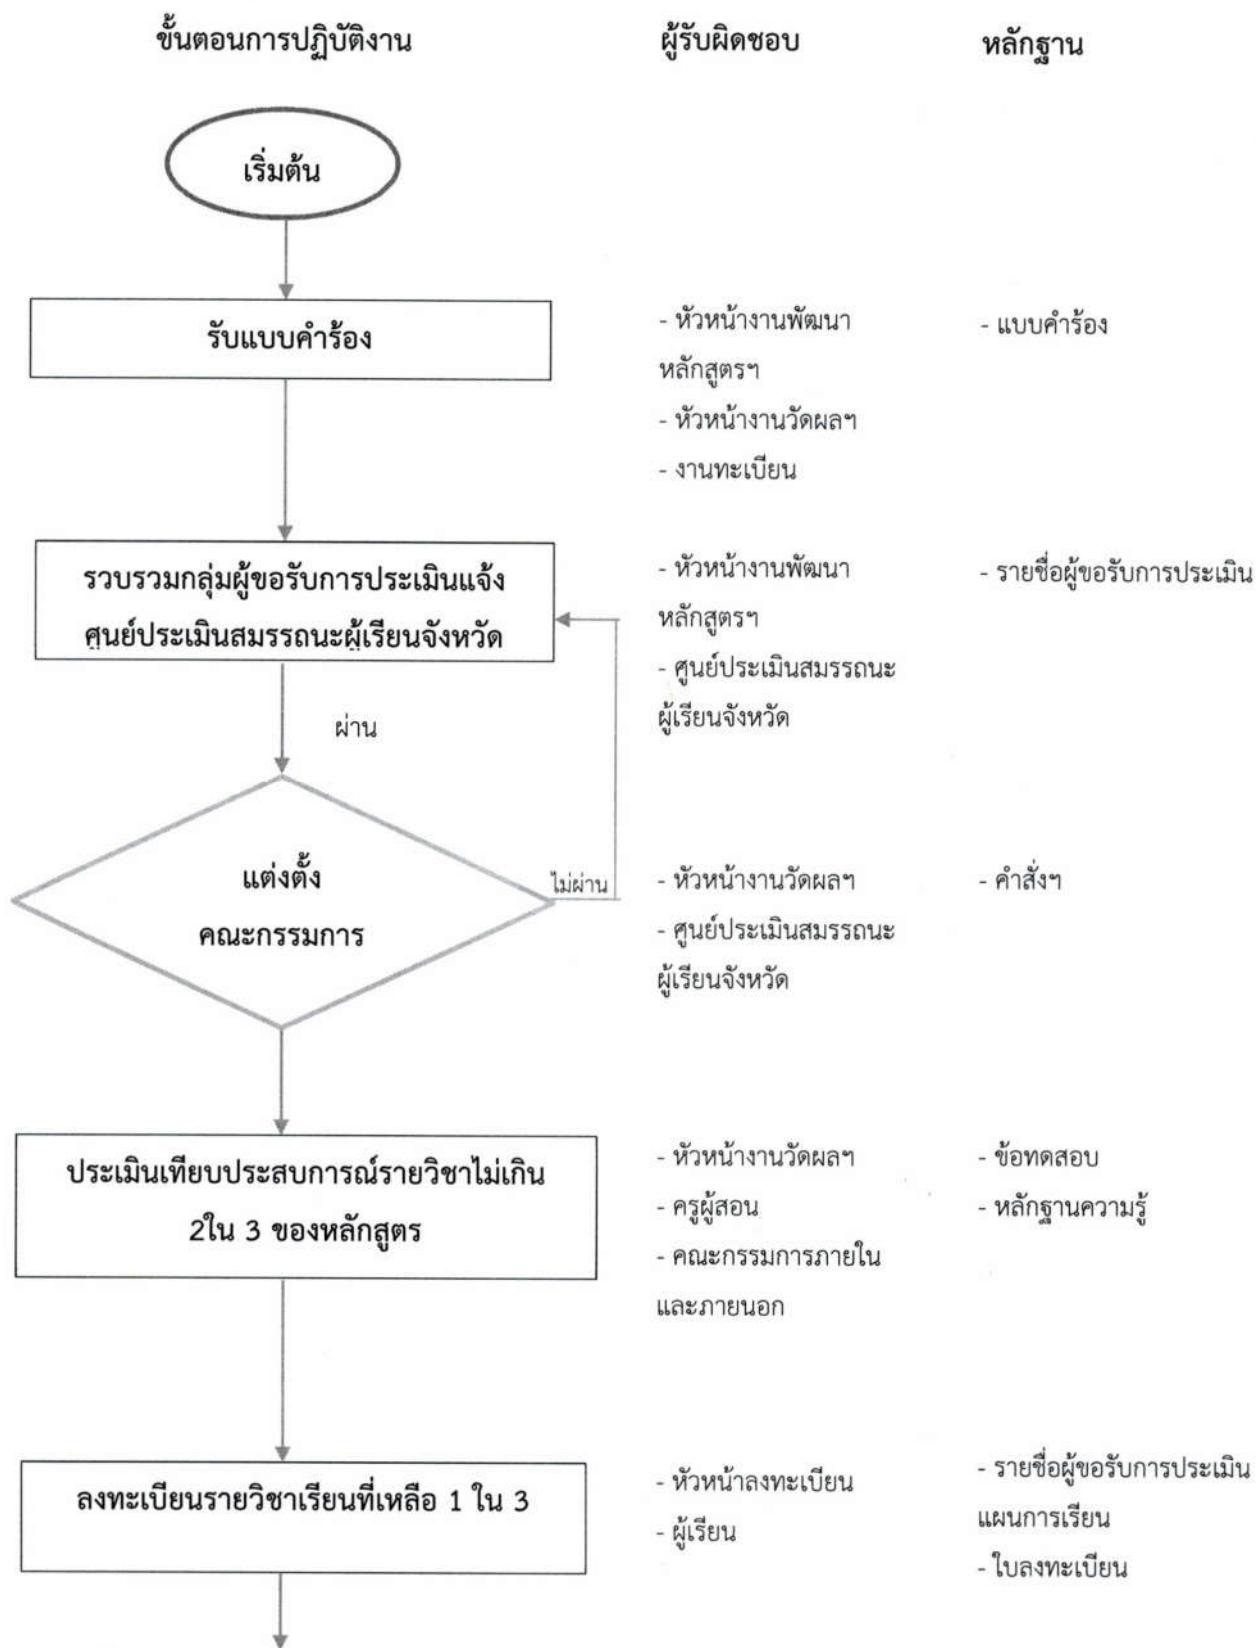 ขั้นตอนการปฏิบัติงาน
ผู้รับผิดชอบ
หลักฐาน
เริ่มต้น
รับแบบคำร้อง
- หัวหน้างานพัฒนา
หลักสูตรฯ
- หัวหน้างานวัดผลฯ
- งานทะเบียน
- แบบคำร้อง
รวบรวมกลุ่มผู้ขอรับการประเมินแจ้ง
ศูนย์ประเมินสมรรถนะผู้เรียนจังหวัด
- หัวหน้างานพัฒนา
หลักสูตรฯ
- ศูนย์ประเมินสมรรถนะ
ผู้เรียนจังหวัด
- รายชื่อผู้ขอรับการประเมิน
ผ่าน
แต่งตั้ง
คณะกรรมการ
ไม่ผ่าน
- หัวหน้างานวัดผลฯ
- ศูนย์ประเมินสมรรถนะ
ผู้เรียนจังหวัด
- คำสั่งฯ
ประเมินเทียบประสบการณ์รายวิชาไม่เกิน
2ใน 3 ของหลักสูตร
- หัวหน้างานวัดผลฯ
- ครูผู้สอน
- คณะกรรมการภายใน
และภายนอก
- ข้อทดสอบ
- หลักฐานความรู้
ลงทะเบียนรายวิชาเรียนที่เหลือ 1 ใน 3
- หัวหน้าลงทะเบียน
- ผู้เรียน
- รายชื่อผู้ขอรับการประเมิน
แผนการเรียน
- ใบลงทะเบียน